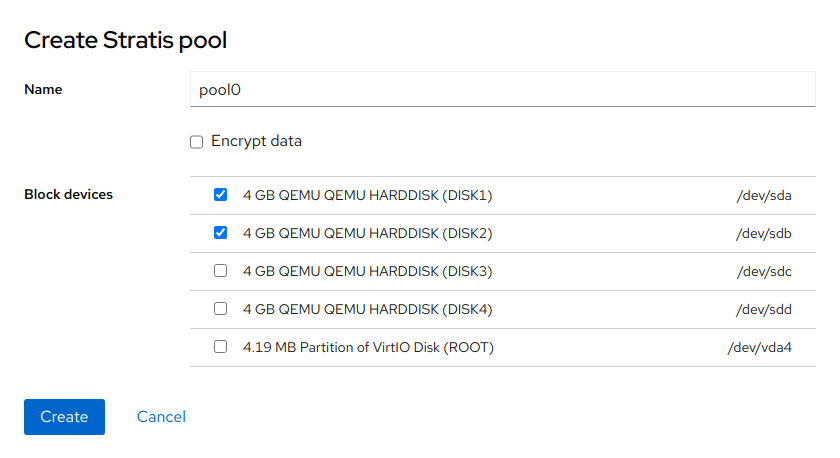 Create Stratis pool
Name pool0
Encrypt data
Block devices 4 GB QEMU QEMU HARDDISK (DISK1) /dev/sda
4 GB QEMU QEMU HARDDISK (DISK2) /dev/sdb
4 GB QEMU QEMU HARDDISK (DISK3) /dev/sdc
4 GB QEMU QEMU HARDDISK (DISK4) /dev/sdd
4.19 MB Partition of VirtIO Disk (ROOT) /dev/vda4
Create Cancel